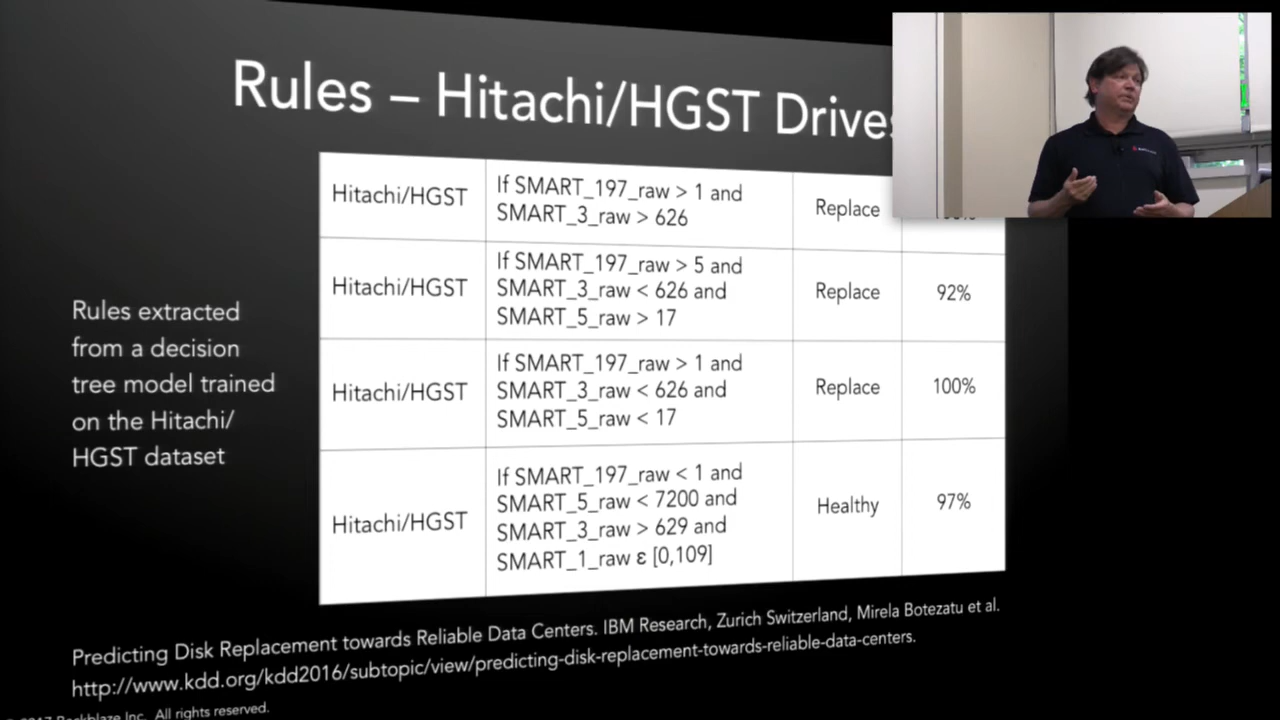 Rules – Hitachi/HGST Drives
Hitachi/HGST
If SMART_197_raw > 1 and
SMART_3_raw > 626
Replace
Hitachi/HGST
If SMART_197_raw > 5 and
SMART_3_raw < 626 and
SMART_5_raw > 17
Replace
92%
Hitachi/HGST
If SMART_197_raw > 1 and
SMART_3_raw < 626 and
SMART_5_raw < 17
Replace
100%
Hitachi/HGST
If SMART_197_raw < 1 and
SMART_5_raw < 7200 and
SMART_3_raw > 629 and
SMART_1_raw ε [0,109]
Healthy
97%
Rules extracted
from a decision
tree model trained
on the Hitachi/
HGST dataset
Predicting Disk Replacement towards Reliable Data Centers. IBM Research, Zurich Switzerland, Mirela Botezatu et al.
http://www.kdd.org/kdd2016/subtopic/view/predicting-disk-replacement-towards-reliable-data-centers.
Backblaze Inc. All rights reserved.